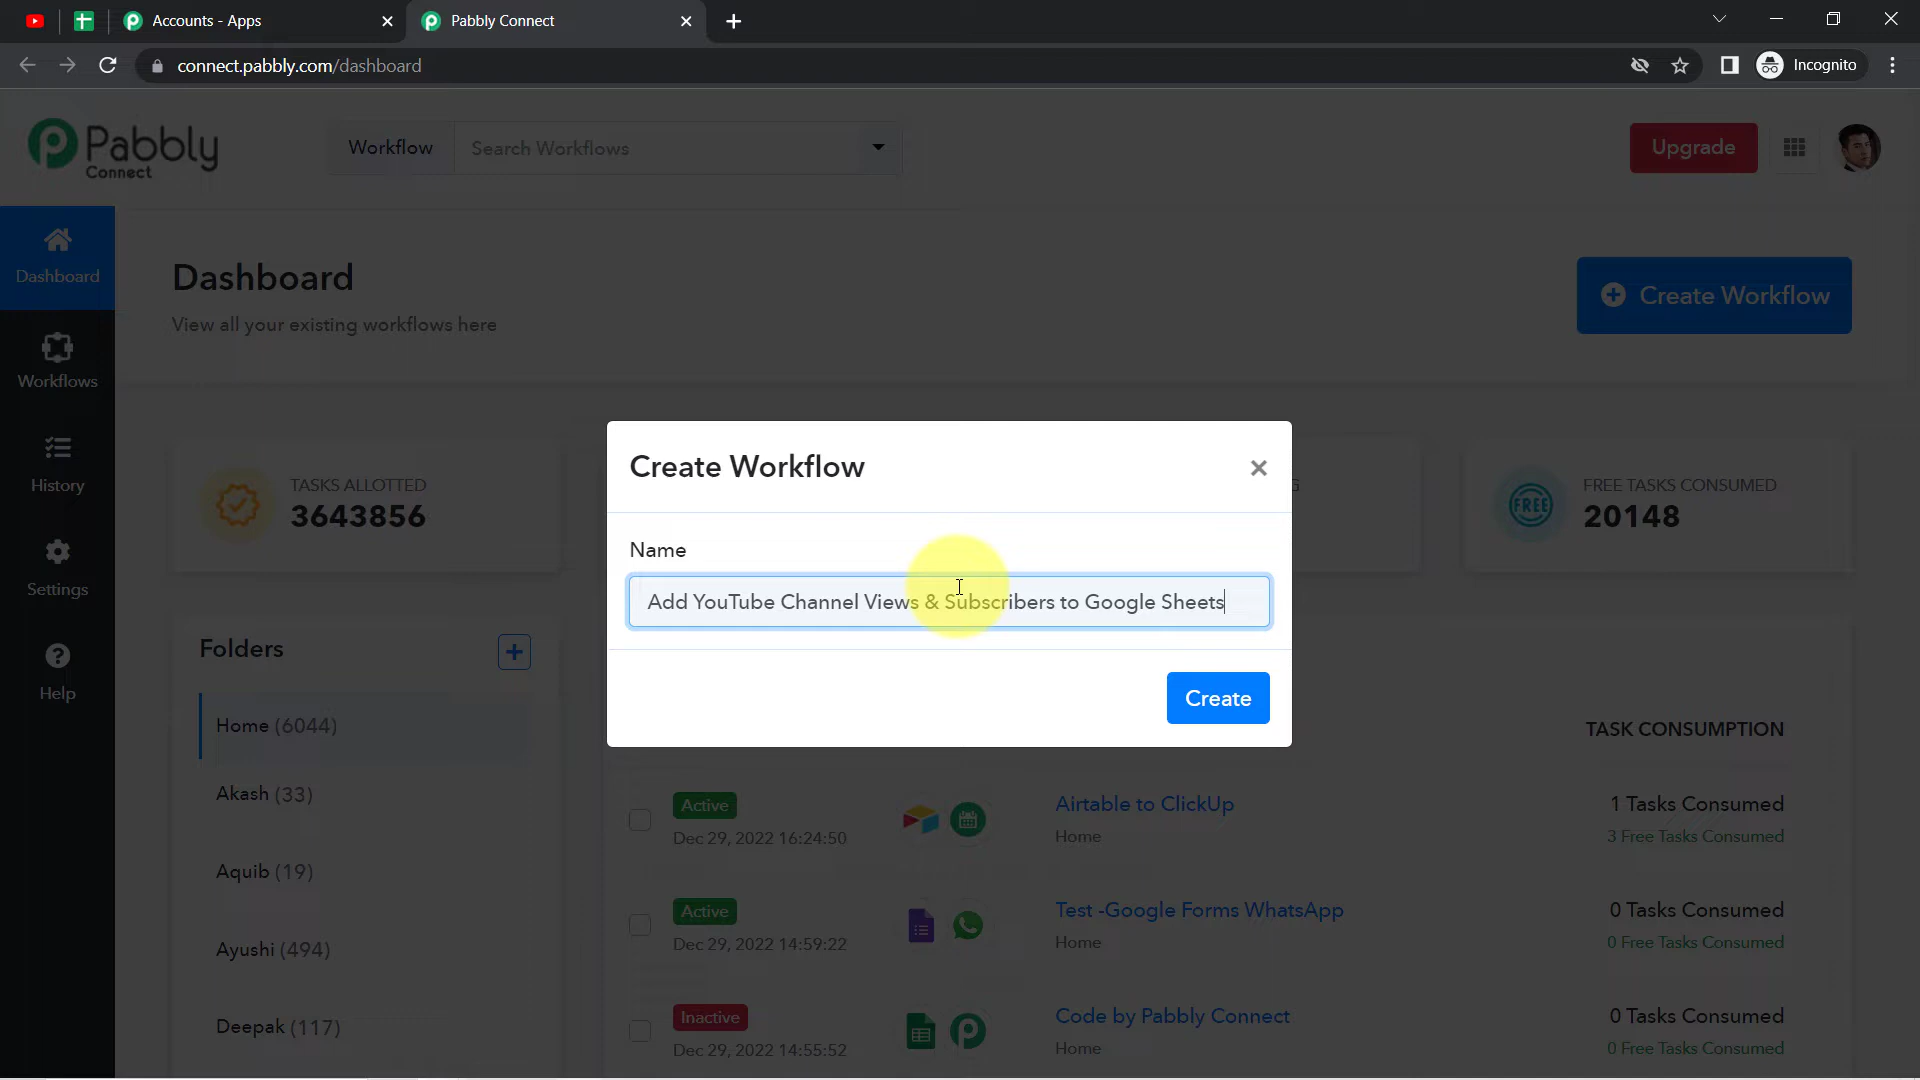 Accounts - Apps
Pabbly Connect
connect.pabbly.com/dashboard
Incognito
Pabbly
Connect
Workflow
Search Workflows
Upgrade
Dashboard
Workflows
History
Settings
Help
Dashboard
View all your existing workflows here
Create Workflow
TASKS ALLOTTED
3643856
G
FREE
FREE TASKS CONSUMED
20148
Create Workflow
Name
Add YouTube Channel Views & Subscribers to Google Sheets
Create
Folders
Home (6044)
Akash (33)
Aquib (19)
Ayushi (494)
Deepak (117)
TASK CONSUMPTION
Active
Dec 29, 2022 16:24:50
Airtable to ClickUp
Home
1 Tasks Consumed
3 Free Tasks Consumed
Active
Dec 29, 2022 14:59:22
Test -Google Forms WhatsApp
Home
0 Tasks Consumed
0 Free Tasks Consumed
Inactive
Dec 29, 2022 14:55:52
Code by Pabbly Connect
Home
0 Tasks Consumed
0 Free Tasks Consumed